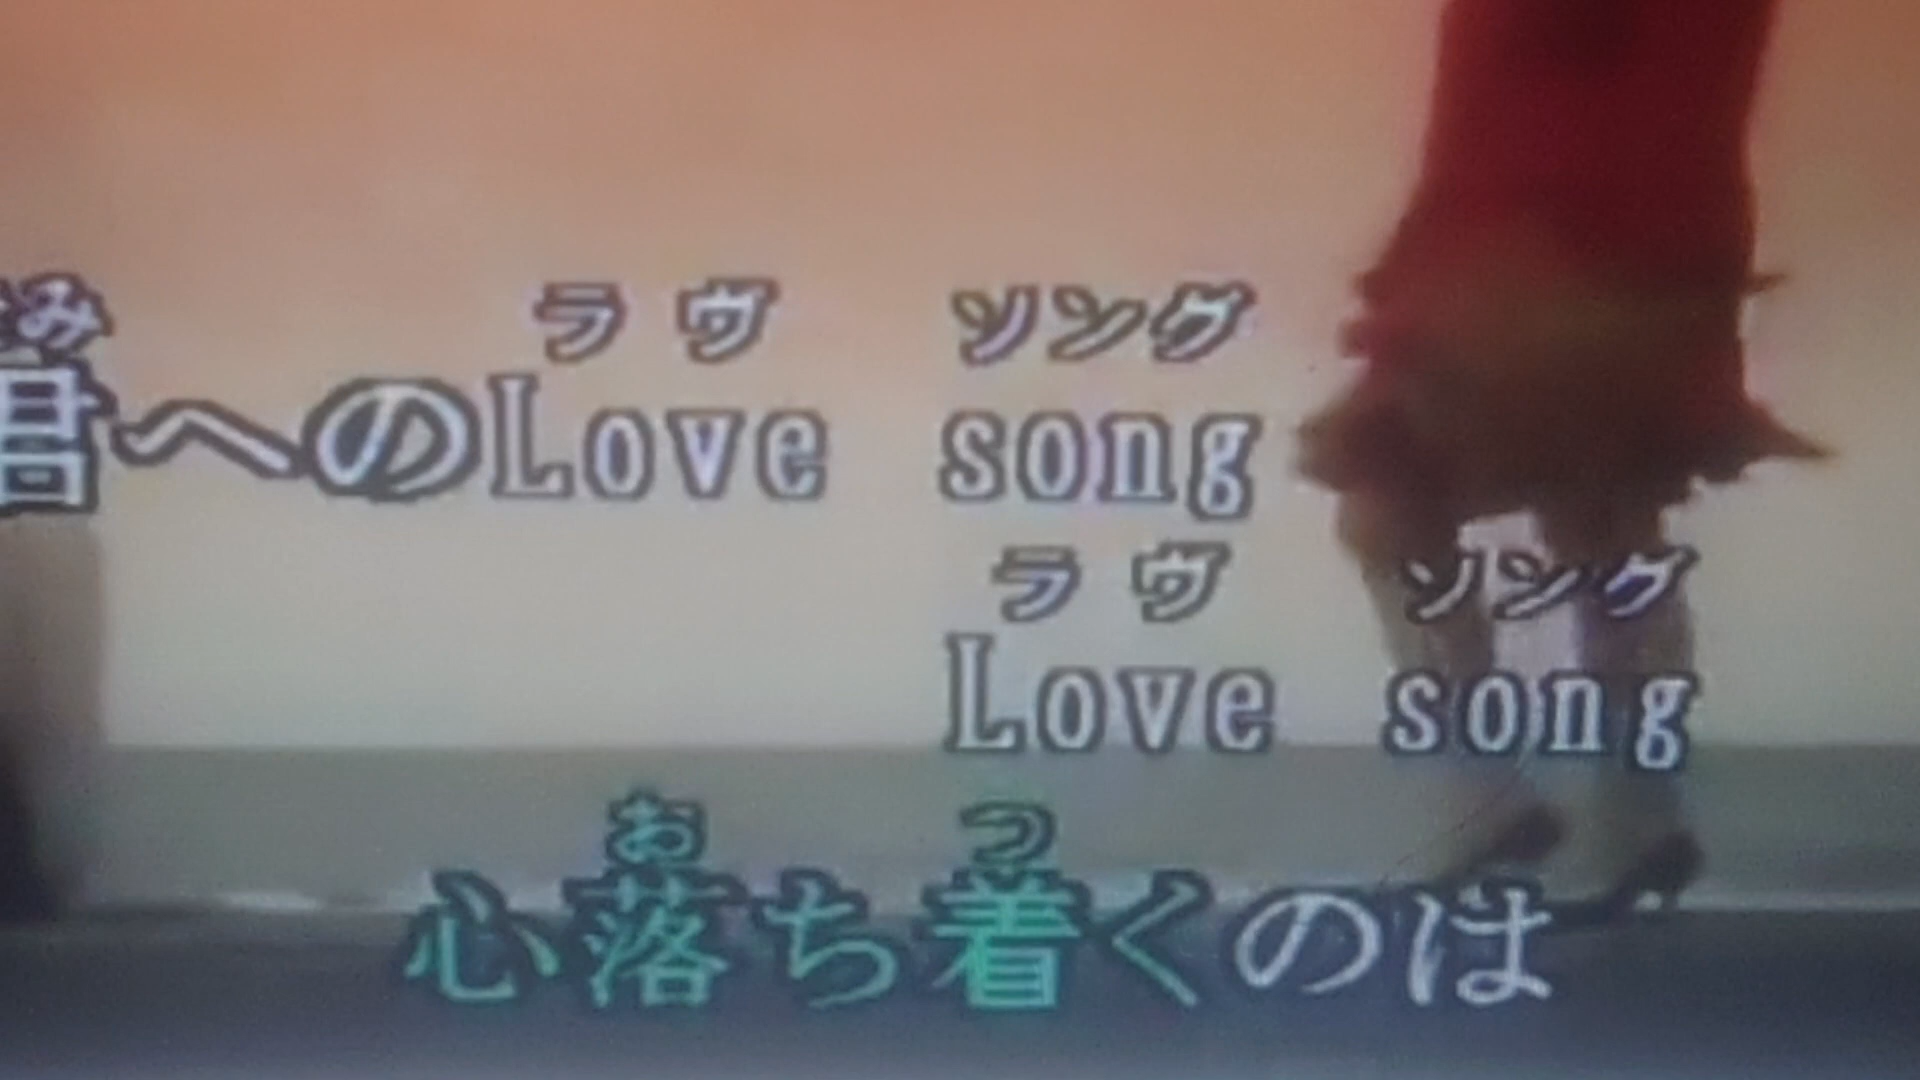 み
君へのLove song
ラヴ ソング
Love song
ラヴ ソング
心落ち着くのは
お つ